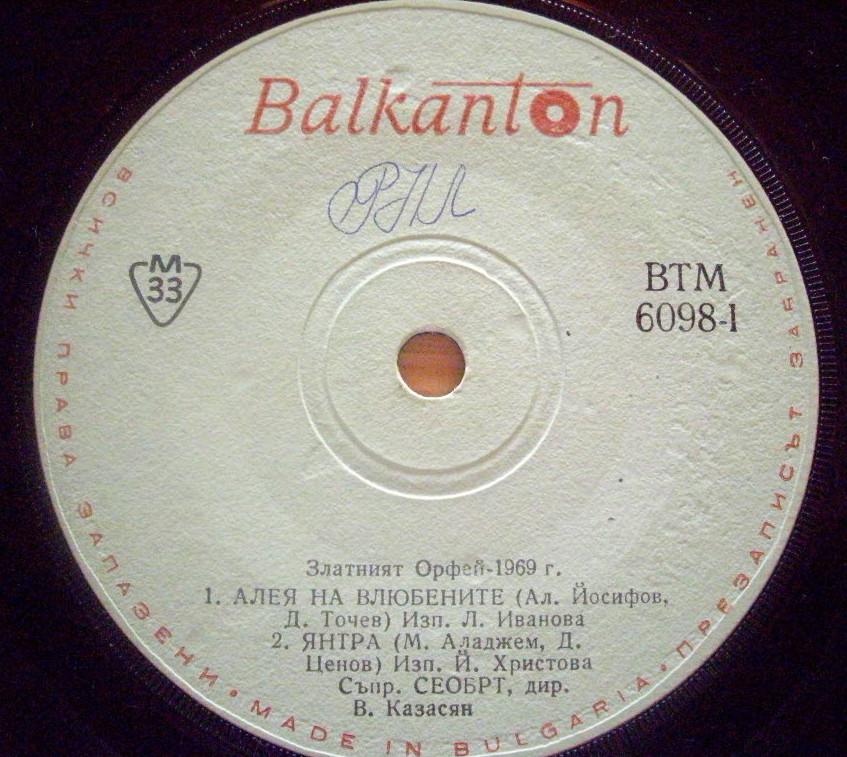 Balkanton
M
33
ВТМ
6098-1
Златният Орфей-1969 г.
1. АЛЕЯ НА ВЛЮБЕНИТЕ (Ал. Йосифов,
Д. Точев) Изп. Л. Иванова
2. ЯНТРА (М. Аладжем, Д.
Ценов) Изп. Й. Христова
Съпр. СЕОБРТ, дир.
В. Казасян
ВСИЧКИ ПРАВА ЗАПАЗЕНИ • MADE IN BULGARIA • ПРЕЗАПИСЪТ ЗАБРАНЕН